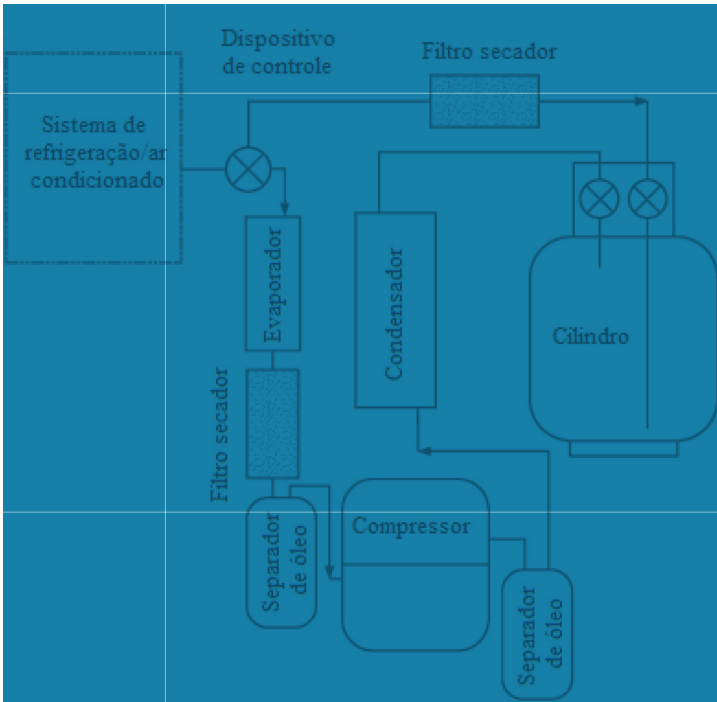 Dispositivo
de controle
Filtro secador
Sistema de
refrigeração/ar
condicionado
Evaporador
Condensador
Cilindro
Filtro secador
Separador
de óleo
Compressor
Separador
de óleo